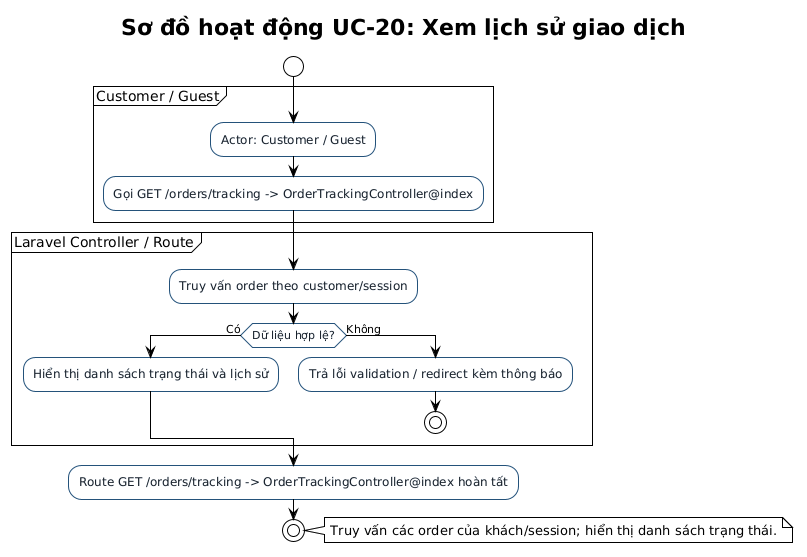 Sơ đồ hoạt động UC-20: Xem lịch sử giao dịch
Customer / Guest
Actor: Customer / Guest
Gọi GET /orders/tracking -> OrderTrackingController@index
Laravel Controller / Route
Truy vấn order theo customer/session
Có
Dữ liệu hợp lệ?
Không
Hiển thị danh sách trạng thái và lịch sử
Trả lỗi validation / redirect kèm thông báo
Route GET /orders/tracking -> OrderTrackingController@index hoàn tất
Truy vấn các order của khách/session; hiển thị danh sách trạng thái.